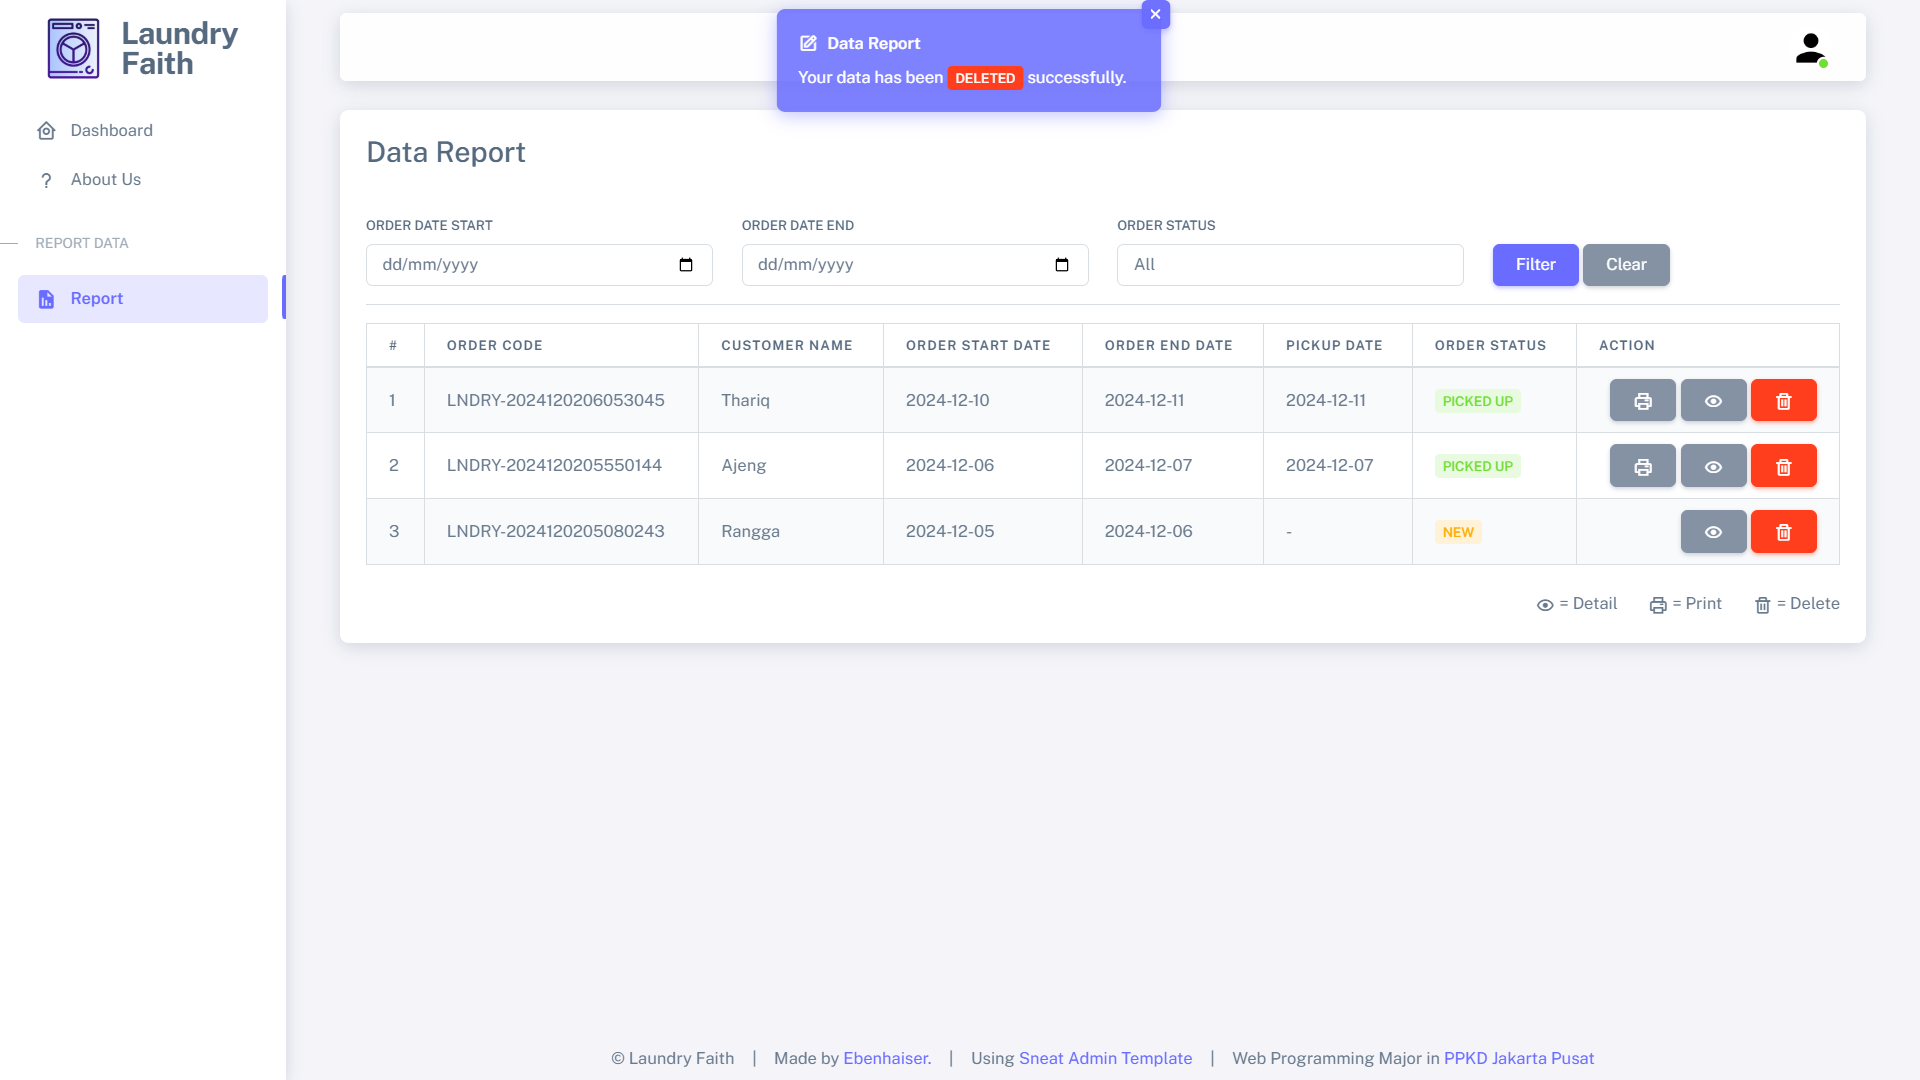 Laundry
Faith
Dashboard
? About Us
REPORT DATA
Report
Data Report
Your data has been DELETED successfully.
Data Report
ORDER DATE START ORDER DATE END ORDER STATUS
dd/mm/yyyy dd/mm/yyyy All Filter Clear
# ORDER CODE CUSTOMER NAME ORDER START DATE ORDER END DATE PICKUP DATE ORDER STATUS ACTION
1 LNDRY-2024120206053045 Thariq 2024-12-10 2024-12-11 2024-12-11 PICKED UP
2 LNDRY-2024120205550144 Ajeng 2024-12-06 2024-12-07 2024-12-07 PICKED UP
3 LNDRY-2024120205080243 Rangga 2024-12-05 2024-12-06 - NEW
= Detail = Print = Delete
© Laundry Faith | Made by Ebenhaiser. | Using Sneat Admin Template | Web Programming Major in PPKD Jakarta Pusat